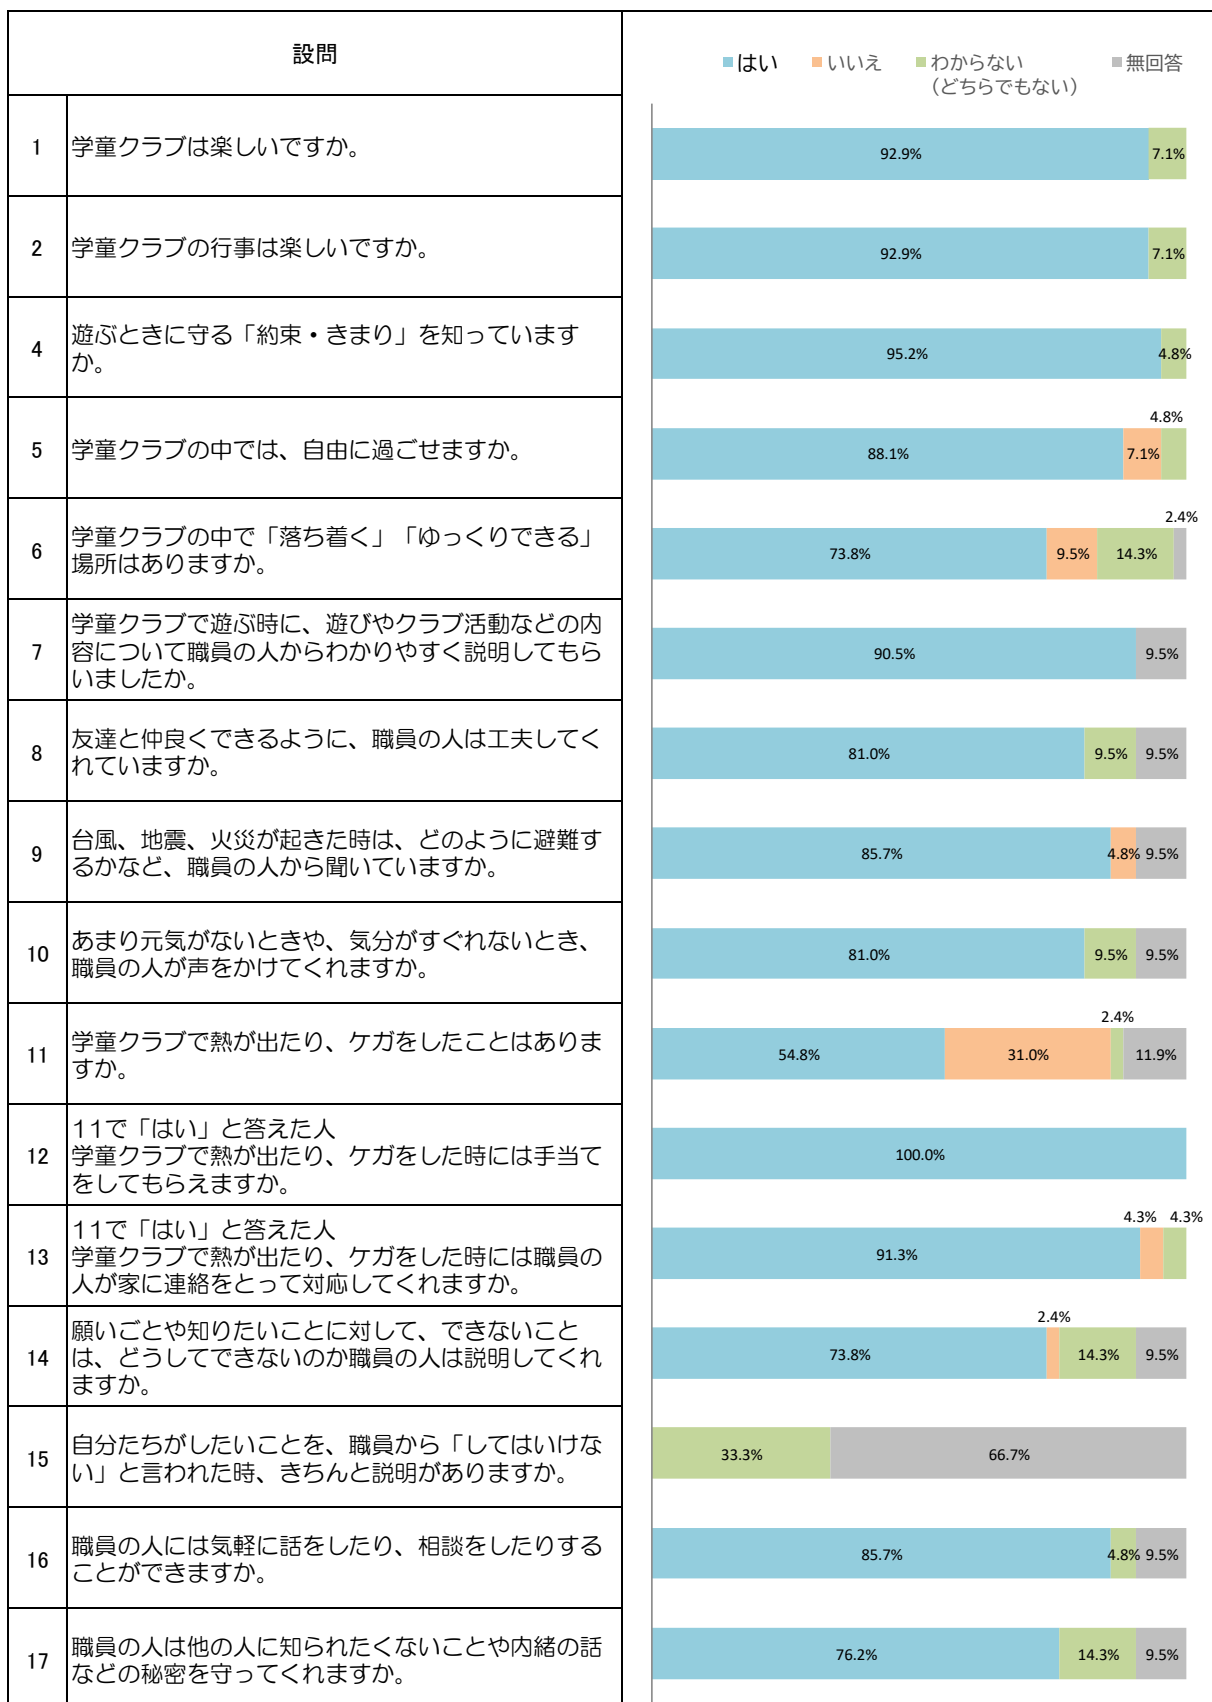 設問
はい いいえ わからない 無回答
（どちらでもない）
1 学童クラブは楽しいですか。
92.9% 7.1%
2 学童クラブの行事は楽しいですか。
92.9% 7.1%
4 遊ぶときに守る「約束・きまり」を知っています
か。
95.2% 4.8%
5 学童クラブの中では、自由に過ごせますか。
4.8%
88.1% 7.1%
6 学童クラブの中で「落ち着く」「ゆっくりできる」
場所はありますか。
2.4%
73.8% 9.5% 14.3%
7 学童クラブで遊ぶ時に、遊びやクラブ活動などの内
容について職員の人からわかりやすく説明してもら
いましたか。
90.5% 9.5%
8 友達と仲良くできるように、職員の人は工夫してく
れていますか。
81.0% 9.5% 9.5%
9 台風、地震、火災が起きた時は、どのように避難す
るかなど、職員の人から聞いていますか。
85.7% 4.8% 9.5%
10 あまり元気がないときや、気分がすぐれないとき、
職員の人が声をかけてくれますか。
81.0% 9.5% 9.5%
11 学童クラブで熱が出たり、ケガをしたことはありま
すか。
2.4%
54.8% 31.0% 11.9%
12 11で「はい」と答えた人
学童クラブで熱が出たり、ケガをした時には手当て
をしてもらえますか。
100.0%
13 11で「はい」と答えた人
学童クラブで熱が出たり、ケガをした時には職員の
人が家に連絡をとって対応してくれますか。
4.3% 4.3%
91.3%
14 願いごとや知りたいことに対して、できないこと
は、どうしてできないのか職員の人は説明してくれ
ますか。
2.4%
73.8% 14.3% 9.5%
15 自分たちがしたいことを、職員から「してはいけな
い」と言われた時、きちんと説明がありますか。
33.3% 66.7%
16 職員の人には気軽に話をしたり、相談をしたりする
ことができますか。
85.7% 4.8% 9.5%
17 職員の人は他の人に知られたくないことや内緒の話
などの秘密を守ってくれますか。
76.2% 14.3% 9.5%